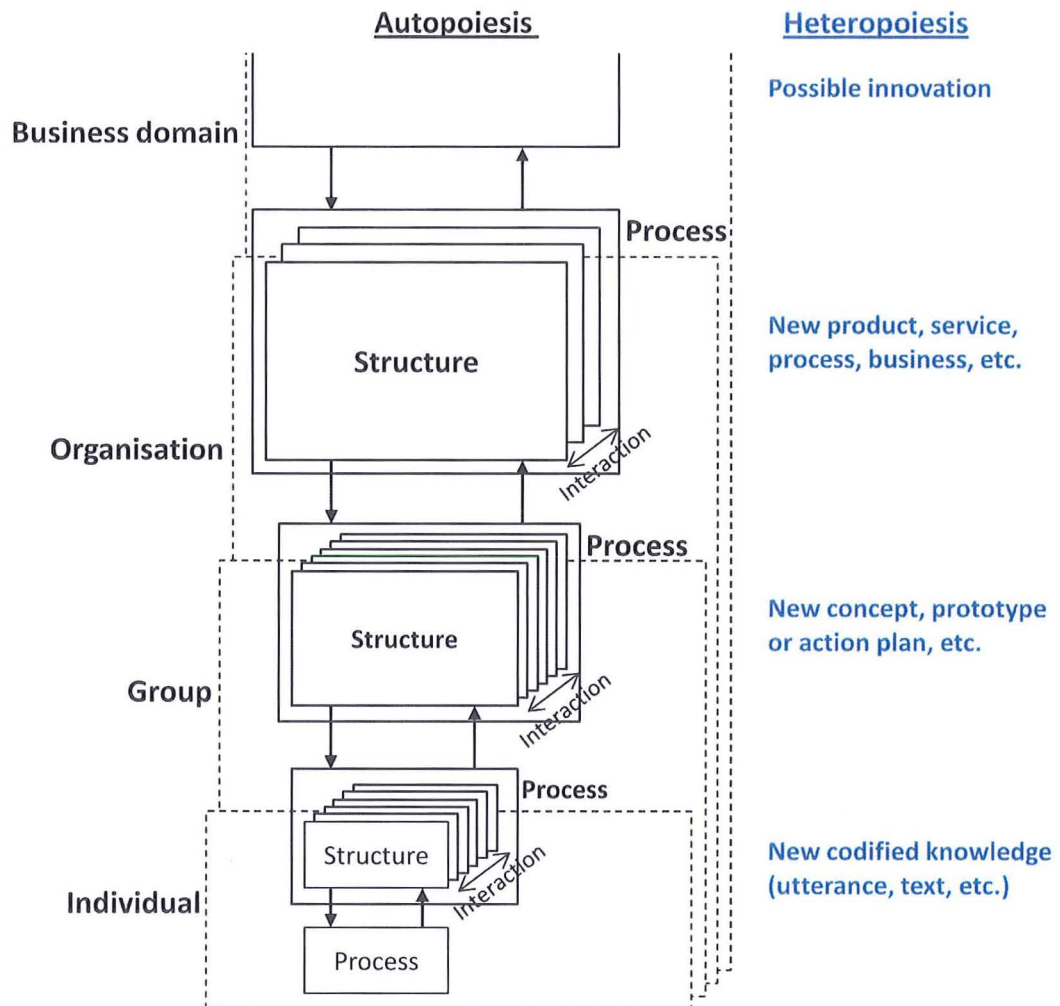 Autopoiesis
Heteropoiesis
Possible innovation
Business domain
Process
New product, service,
process, business, etc.
Structure
Organisation
Interaction
Process
New concept, prototype
or action plan, etc.
Structure
Group
Interaction
Process
Structure
New codified knowledge
(utterance, text, etc.)
Individual
Interaction
Process